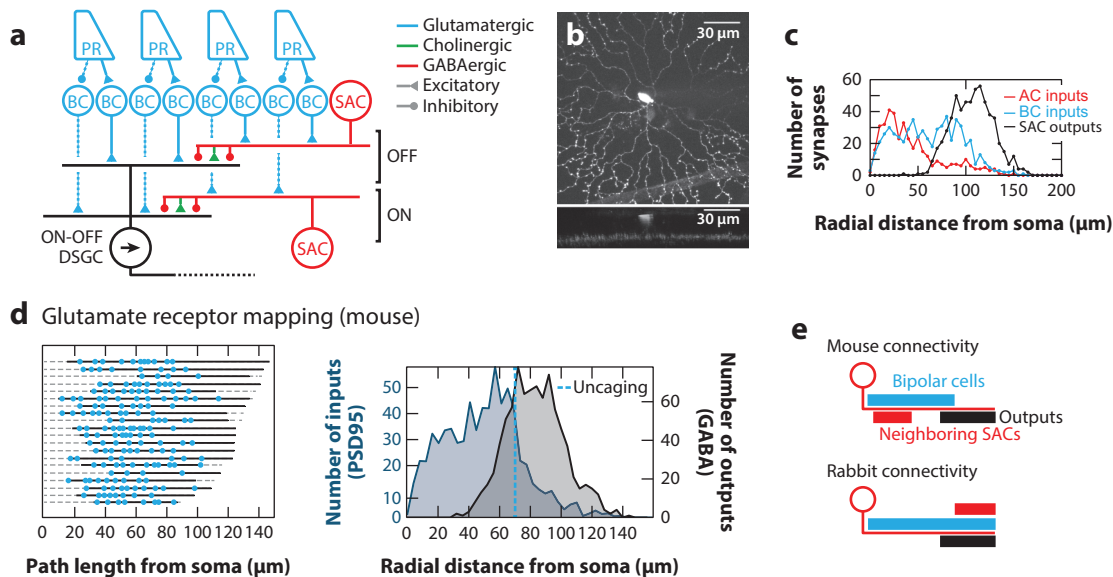 a
PR PR PR PR
BC BC BC BC BC BC BC BC SAC
OFF
ON
ON-OFF
DSGC
SAC
Glutamatergic
Cholinergic
GABAergic
Excitatory
Inhibitory
b
30 μm
30 μm
c
Number of
synapses
60
40
20
0
0 50 100 150 200
AC inputs
BC inputs
SAC outputs
Radial distance from soma (μm)
d Glutamate receptor mapping (mouse)
0 20 40 60 80 100 120 140
Path length from soma (μm)
Number of inputs
(PSD95)
50
40
30
20
10
0
0 20 40 60 80 100 120 140
Uncaging
60
40
20
0
Number of outputs
(GABA)
Radial distance from soma (μm)
e
Mouse connectivity
Bipolar cells
Outputs
Neighboring SACs
Rabbit connectivity